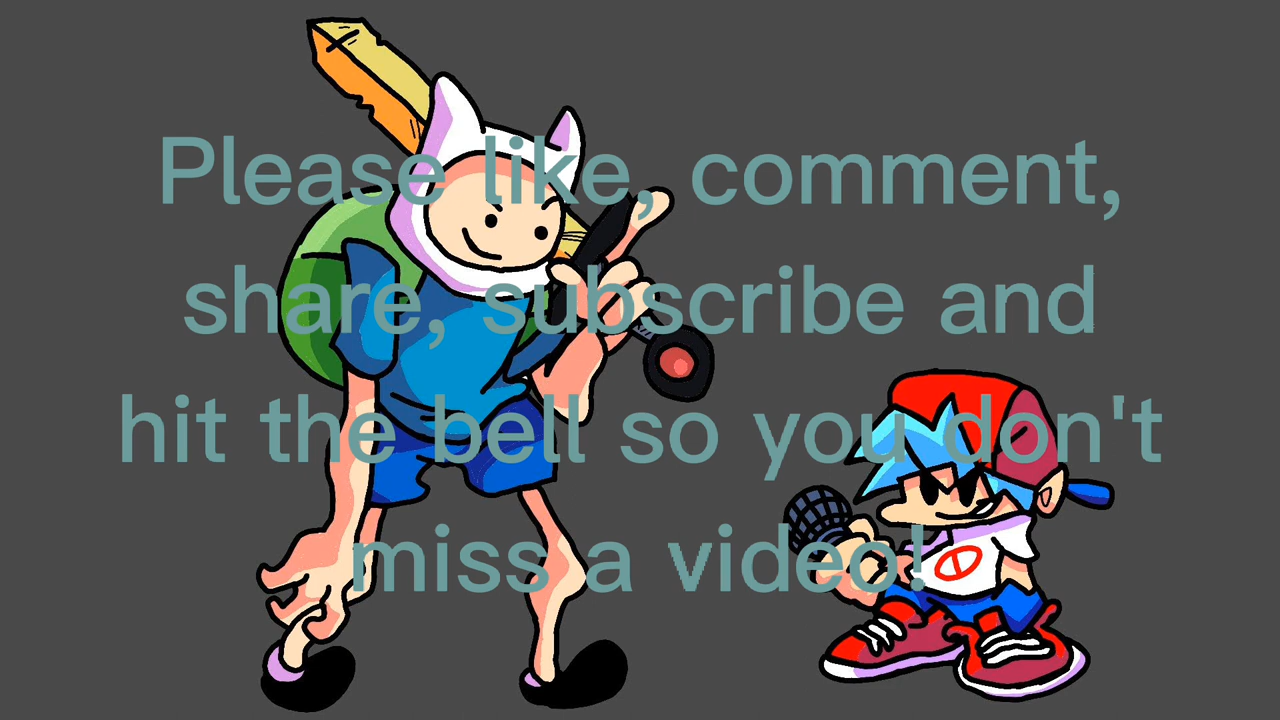 Please like, comment,
share, subscribe and
hit the bell so you don't
miss a video!